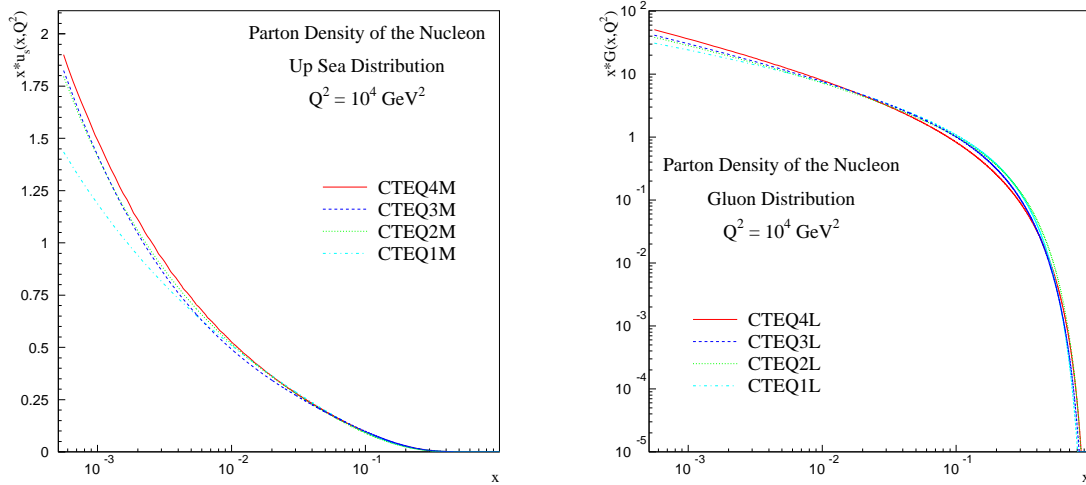 x*u_s(x,Q^2)
2
1.75
1.5
1.25
1
0.75
0.5
0.25
0
10^-3
10^-2
10^-1
x
Parton Density of the Nucleon
Up Sea Distribution
Q^2 = 10^4 GeV^2
CTEQ4M
CTEQ3M
CTEQ2M
CTEQ1M
x*G(x,Q^2)
10^2
10
1
10^-1
10^-2
10^-3
10^-4
10^-5
10^-3
10^-2
10^-1
x
Parton Density of the Nucleon
Gluon Distribution
Q^2 = 10^4 GeV^2
CTEQ4L
CTEQ3L
CTEQ2L
CTEQ1L